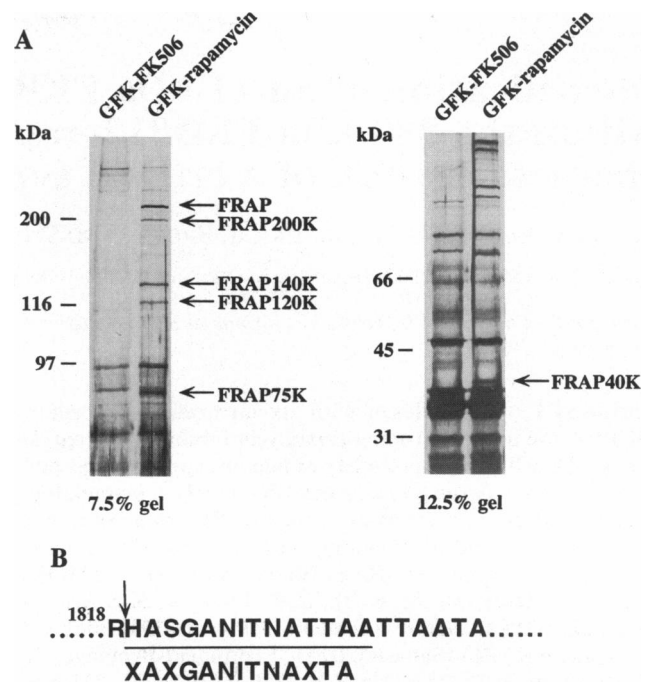 A
GFK-FK506
GFK-rapamycin
kDa
200
116
97
FRAP
FRAP200K
FRAP140K
FRAP120K
FRAP75K
7.5% gel
GFK-FK506
GFK-rapamycin
kDa
66
45
31
FRAP40K
12.5% gel
B
1818
......RHASGANITNATTAATTAATA......
XAXGANITNAXTA